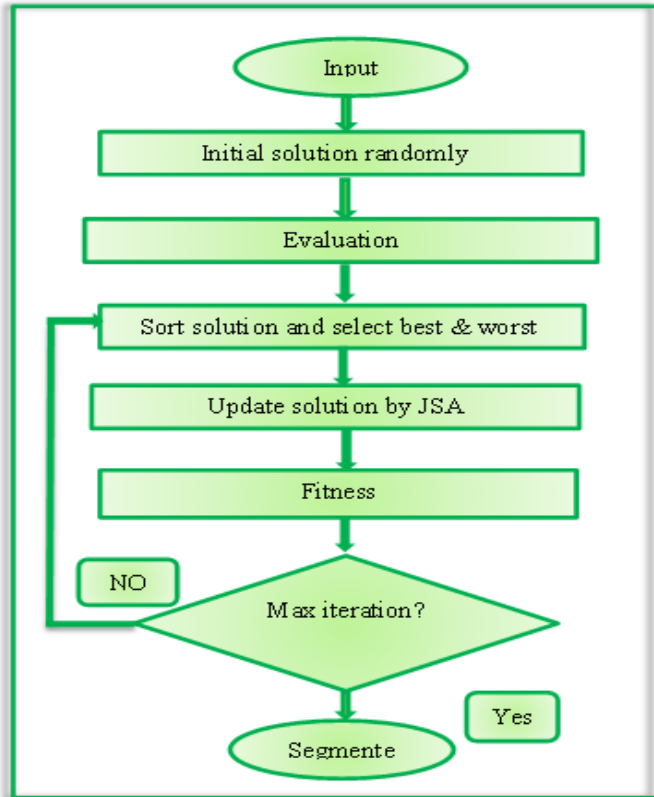 Input
Initial solution randomly
Evaluation
Sort solution and select best & worst
Update solution by JSA
Fitness
NO
Max iteration?
Yes
Segmente